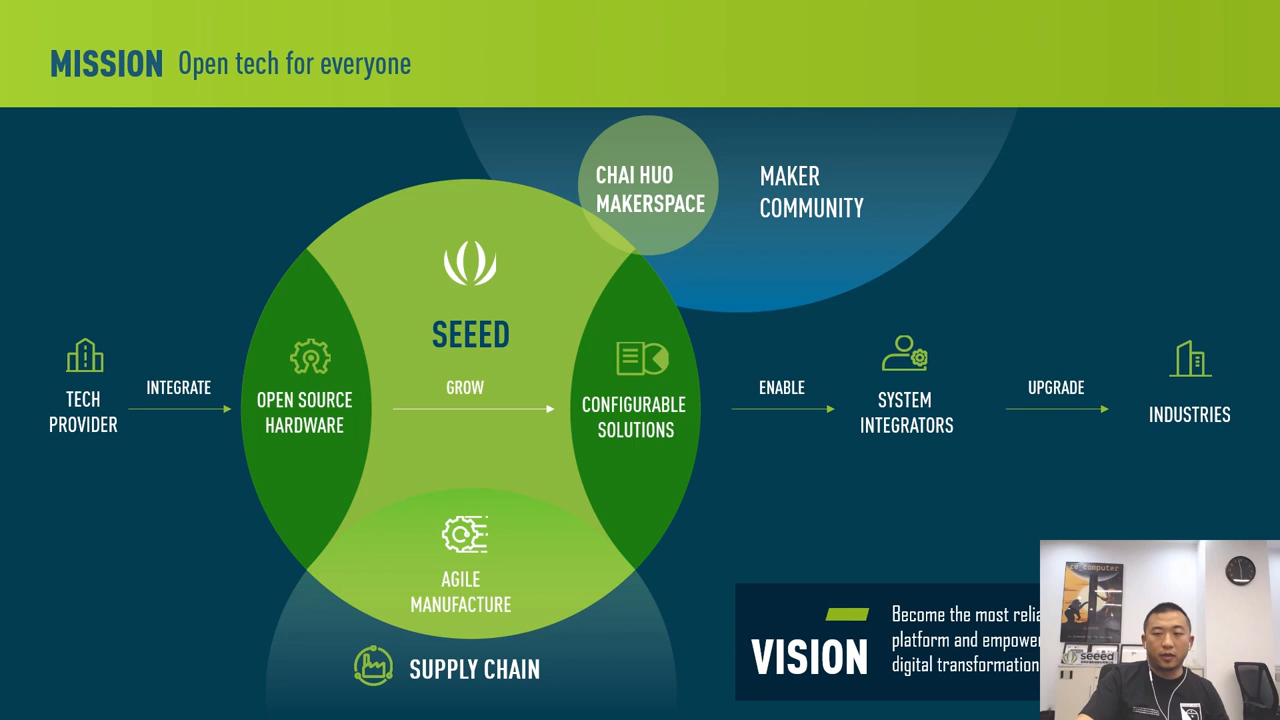 MISSION Open tech for everyone
CHAI HUO
MAKERSPACE
MAKER
COMMUNITY
SEEED
TECH
PROVIDER
INTEGRATE
OPEN SOURCE
HARDWARE
GROW
CONFIGURABLE
SOLUTIONS
ENABLE
SYSTEM
INTEGRATORS
UPGRADE
INDUSTRIES
AGILE
MANUFACTURE
SUPPLY CHAIN
VISION
Become the most
platform and
digital transformation
computer
seeed